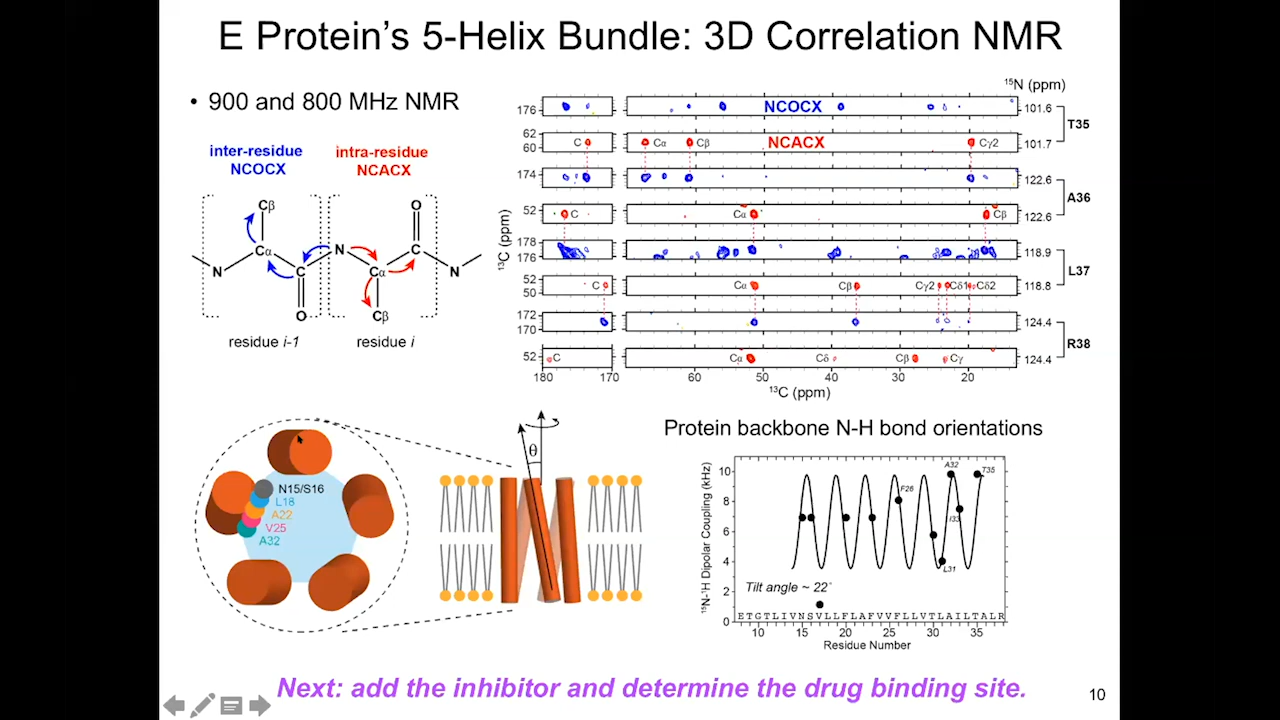 E Protein's 5-Helix Bundle: 3D Correlation NMR
• 900 and 800 MHz NMR
inter-residue
NCOCX
intra-residue
NCACX
Cβ
O
Cα
N
C
N
C
Cα
N
O
Cβ
residue i-1
residue i
¹⁵N (ppm)
176
NCOCX
101.6
T35
62
60
C
Cα
Cβ
NCACX
Cγ2
101.7
174
122.6
A36
52
C
Cα
Cβ
122.6
178
176
118.9
L37
52
50
C
Cα
Cβ
Cγ2
Cδ1
Cδ2
118.8
172
170
124.4
R38
52
C
Cα
Cδ
Cβ
Cγ
124.4
180
170
60
50
40
30
20
¹³C (ppm)
¹³C (ppm)
N15/S16
L18
A22
V25
A32
θ
Protein backbone N-H bond orientations
¹⁵N-¹H Dipolar Coupling (kHz)
10
8
6
4
2
0
A32
T35
F26
I33
L31
Tilt angle ~ 22°
E T G T L I V N S V L L F L A F V V F L L V T L A I L T A L R
10
15
20
25
30
35
Residue Number
Next: add the inhibitor and determine the drug binding site.
10